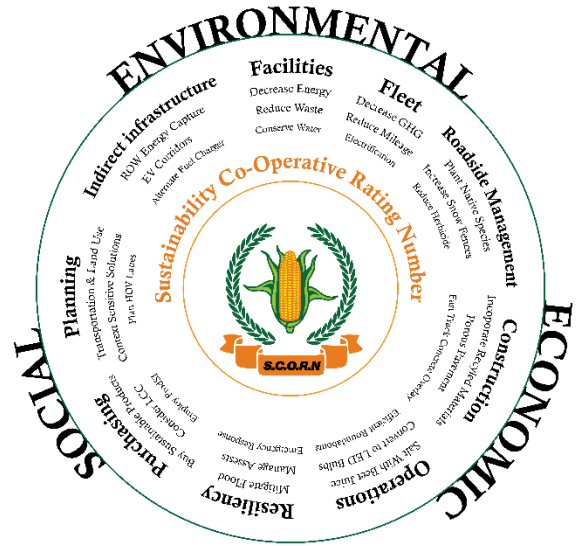 ENVIRONMENTAL
ECONOMIC
SOCIAL
Facilities
Decrease Energy
Reduce Waste
Conserve Water
Fleet
Decrease GHG
Reduce Mileage
Electrification
Roadside Management
Plant Native Species
Increase Snow Fences
Reduce Herbicide
Construction
Incorporate Recyled Materials
Porous Pavement
Fast Track Concrete Overlay
Operations
Salt With Beet Juice
Convert to LED Bulbs
Efficient
Resiliency
Mitigate Flood
Manage Assests
Emergency Response
Purchasing
Buy Sustainable Products
Consider LCC
Employ
Planning
Transportation & Land Use
Context Sensitive Solutions
Plan HOV Lanes
Indirect infrastructure
ROW Energy Capture
EV Corridors
Alternate Fuel Charger
Sustainability Co-Operative Rating Number
S.C.O.R.N